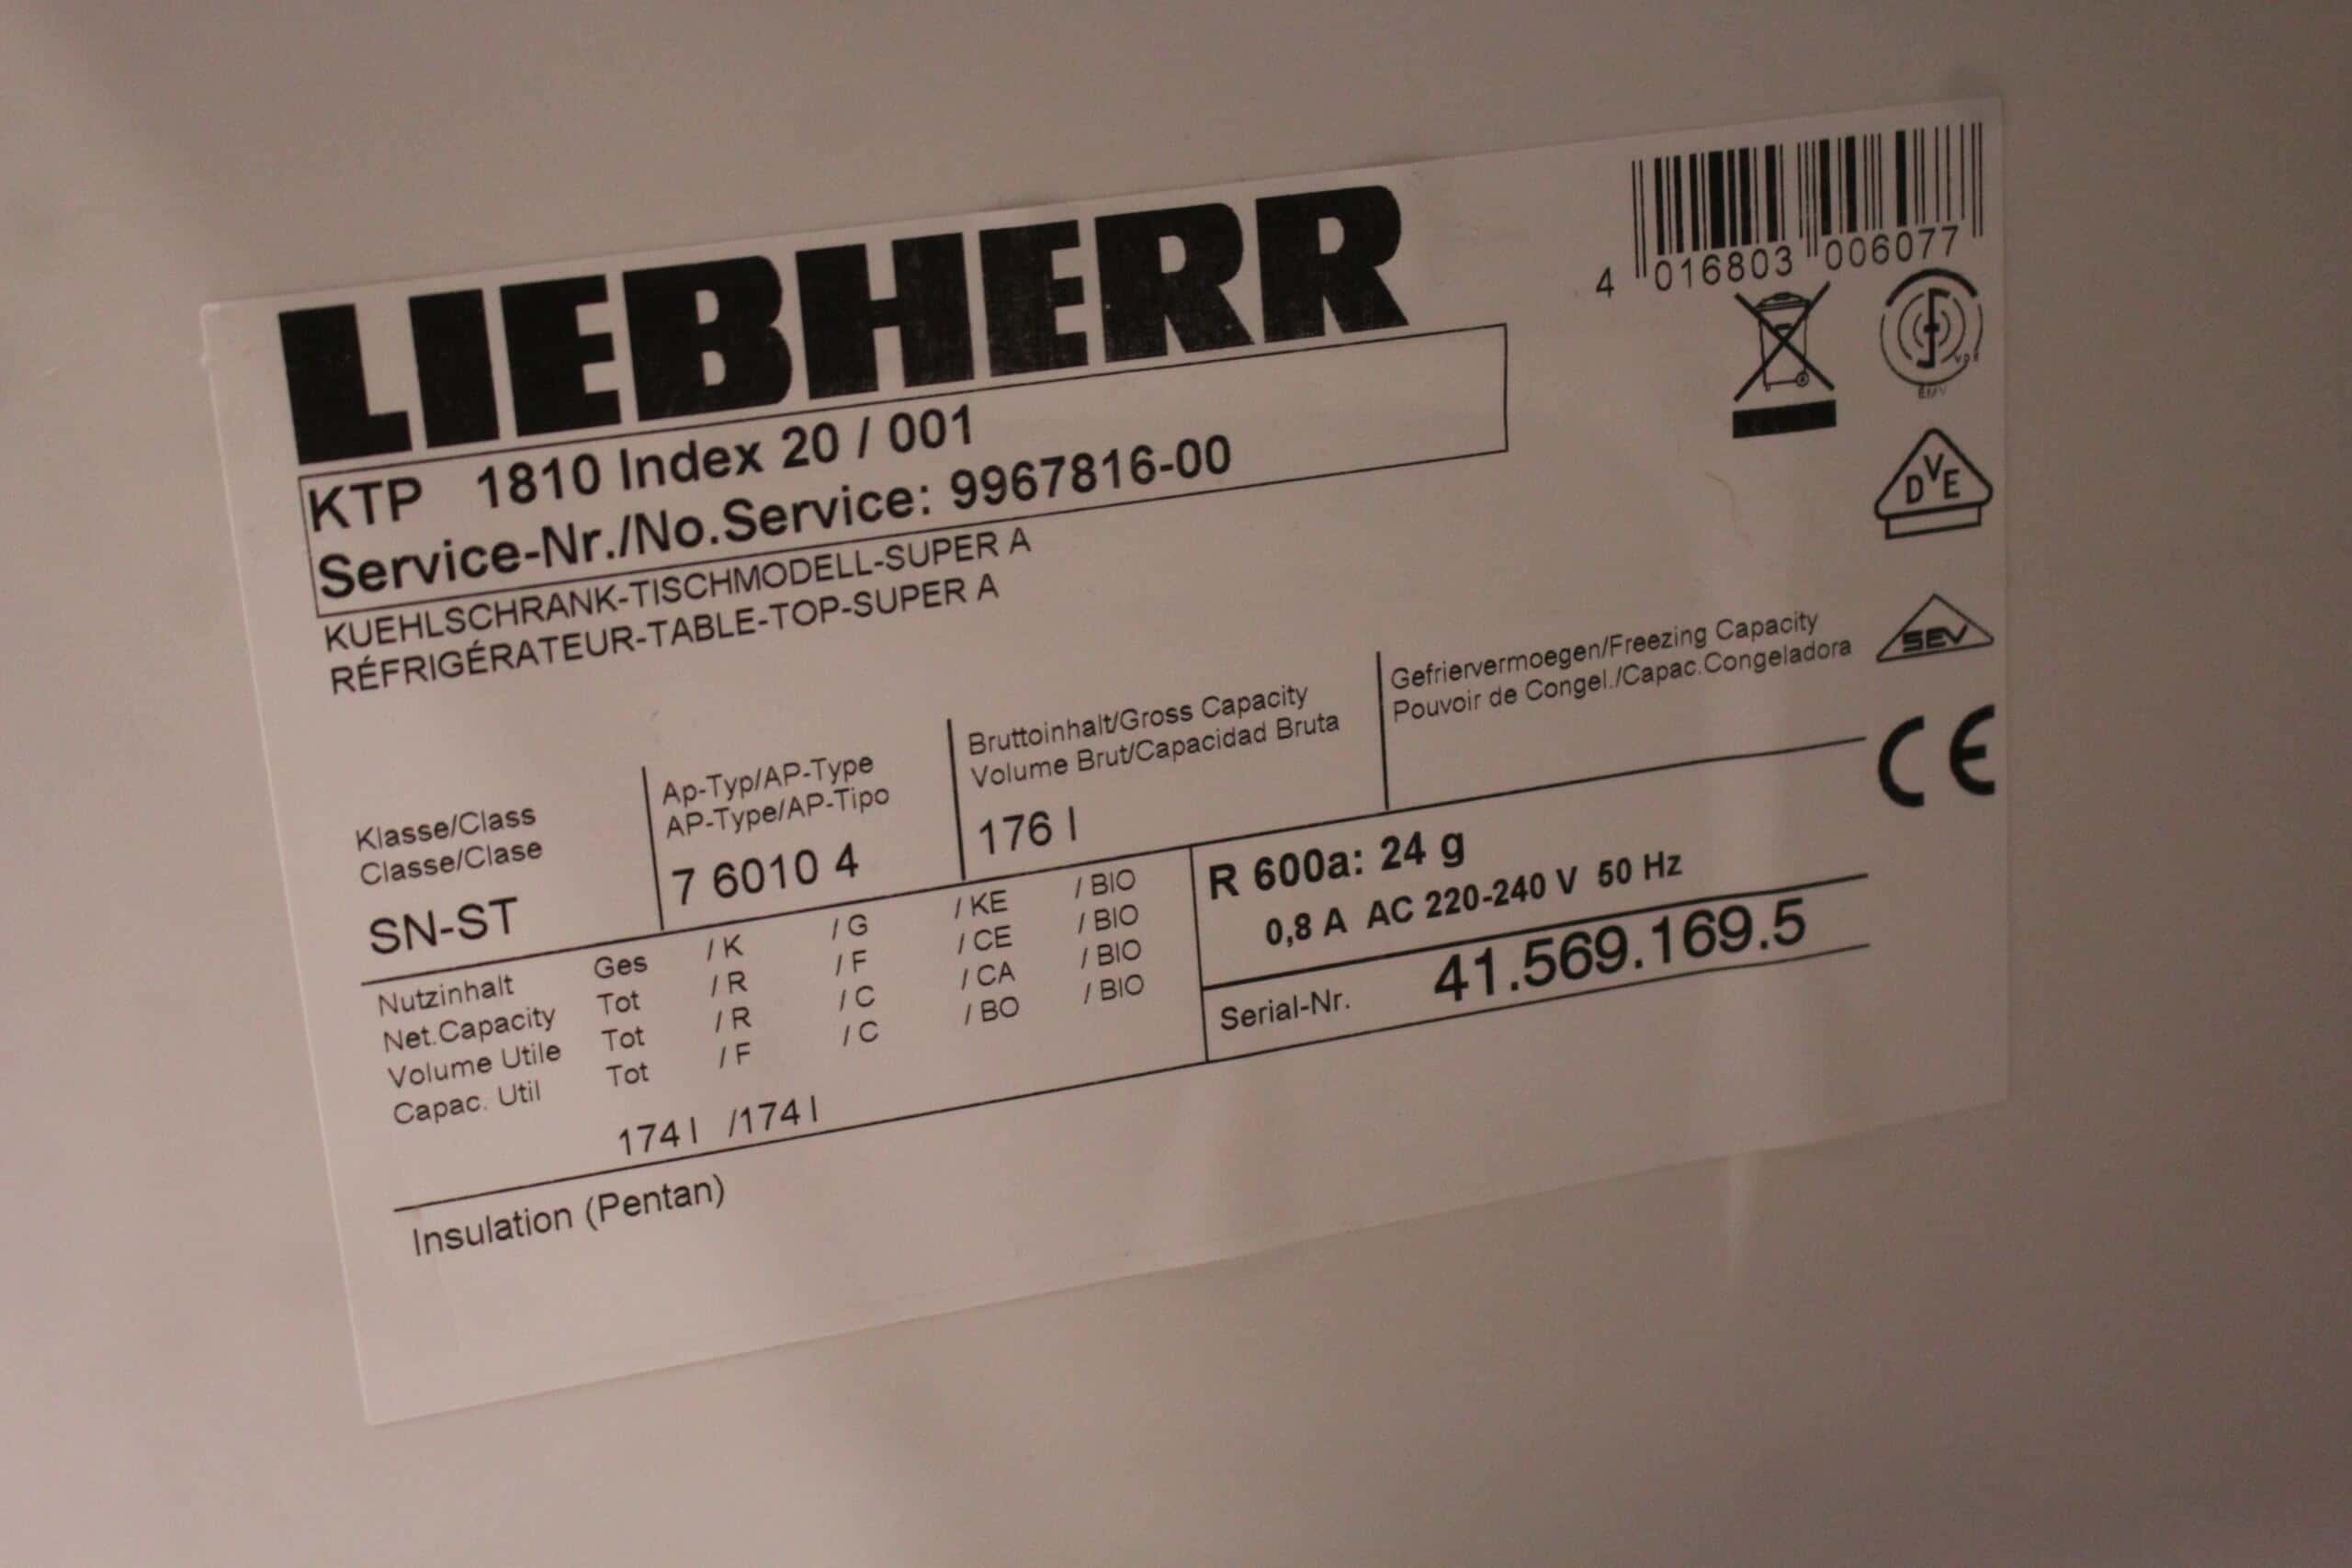 LIEBHERR
4 016803 006077
KTP 1810 Index 20 / 001
Service-Nr./No.Service: 9967816-00
KUEHLSCHRANK-TISCHMODELL-SUPER A
RÉFRIGÉRATEUR-TABLE-TOP-SUPER A
EMV
DVE
SEV
CE
Klasse/Class
Classe/Clase
SN-ST
Ap-Typ/AP-Type
AP-Type/AP-Tipo
7 6010 4
Bruttoinhalt/Gross Capacity
Volume Brut/Capacidad Bruta
176 l
Gefriervermoegen/Freezing Capacity
Pouvoir de Congel./Capac.Congeladora
Nutzinhalt Ges / K / G / KE / BIO
Net.Capacity Tot / R / F / CE / BIO
Volume Utile Tot / R / C / CA / BIO
Capac. Util Tot / F / C / BO / BIO
174 l /174 l
R 600a: 24 g
0,8 A AC 220-240 V 50 Hz
Serial-Nr. 41.569.169.5
Insulation (Pentan)